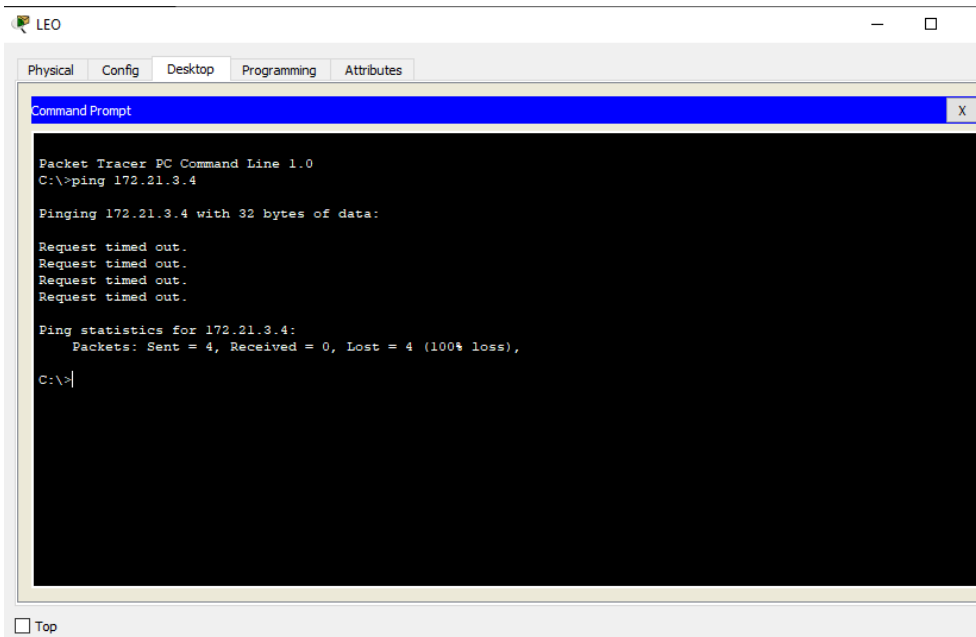 LEO
Physical Config Desktop Programming Attributes
Command Prompt
X
Packet Tracer PC Command Line 1.0
C:\>ping 172.21.3.4
Pinging 172.21.3.4 with 32 bytes of data:
Request timed out.
Request timed out.
Request timed out.
Request timed out.
Ping statistics for 172.21.3.4:
Packets: Sent = 4, Received = 0, Lost = 4 (100% loss),
C:\>
Top